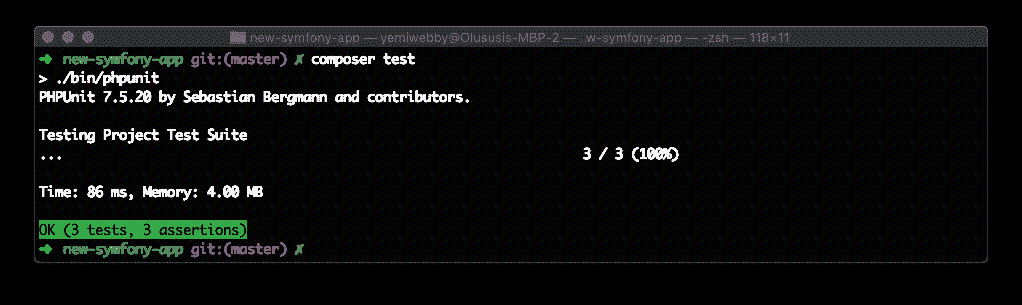 new-symfony-app — yemiwebby@Olususis-MBP-2 — ..w-symfony-app — -zsh — 118×11
➜ new-symfony-app git:(master) ✗ composer test
> ./bin/phpunit
PHPUnit 7.5.20 by Sebastian Bergmann and contributors.
Testing Project Test Suite
... 3 / 3 (100%)
Time: 86 ms, Memory: 4.00 MB
OK (3 tests, 3 assertions)
➜ new-symfony-app git:(master) ✗